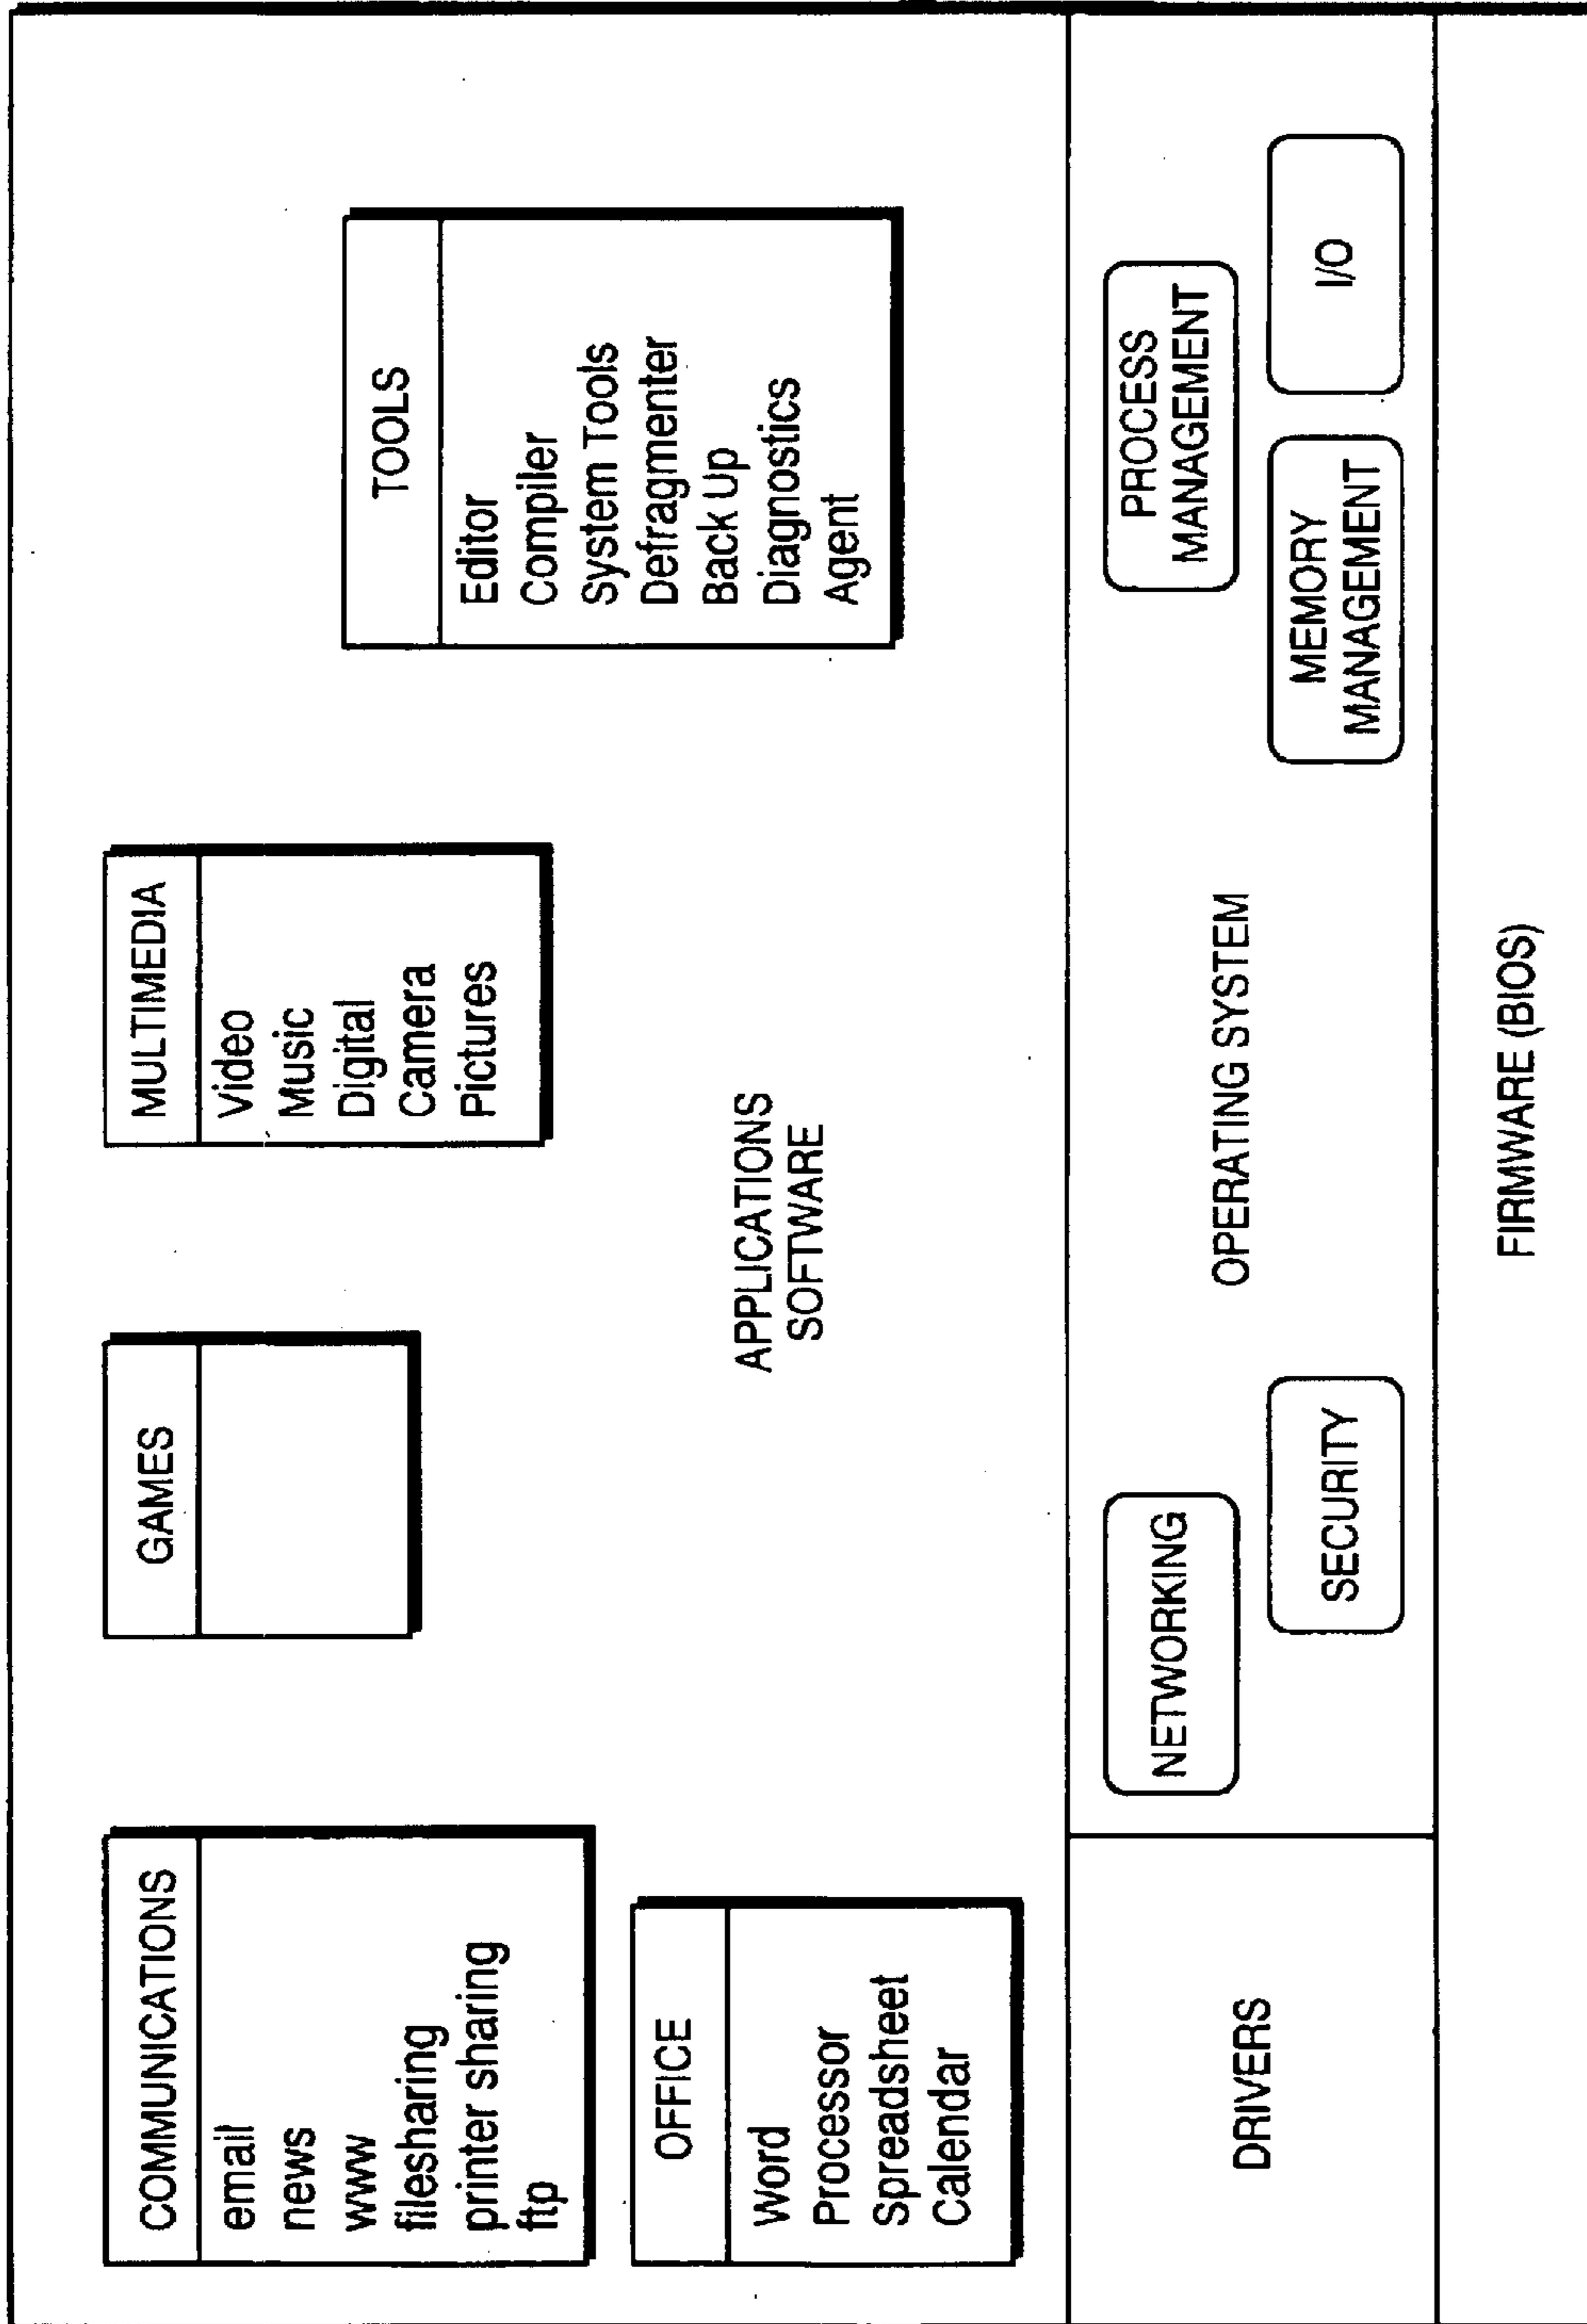 COMMUNICATIONS
email
news
www
filesharing
printer sharing
ftp
OFFICE
Word
Processor
Spreadsheet
Calendar
GAMES
MULTIMEDIA
Video
Music
Digital
Camera
Pictures
TOOLS
Editor
Compiler
System Tools
Defragmenter
Back Up
Diagnostics
Agent
APPLICATIONS
SOFTWARE
DRIVERS
NETWORKING
SECURITY
OPERATING SYSTEM
PROCESS
MANAGEMENT
MEMORY
MANAGEMENT
I/O
FIRMWARE (BIOS)